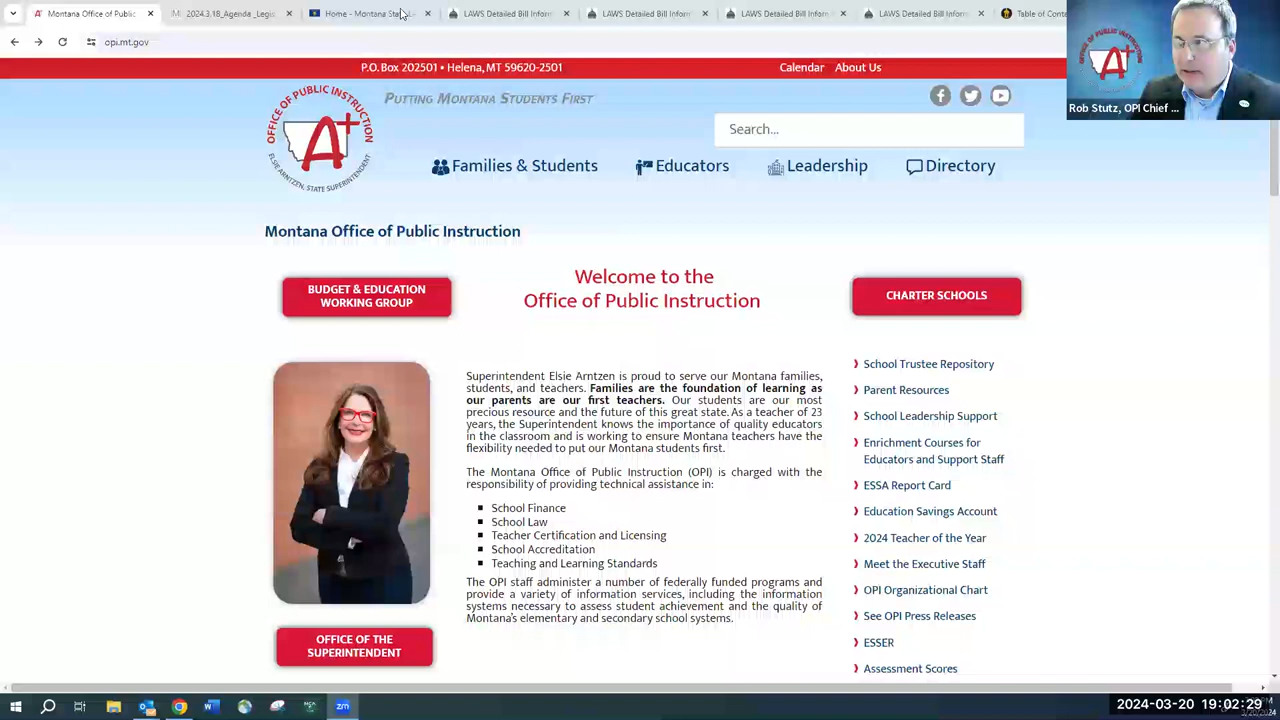 Montana Office of Public
2024.3.18_Agenda_Legis
Home - Montana State Le
LAWS Detailed Bill Inform
LAWS Detailed Bill Inform
LAWS Detailed Bill Inform
LAWS Detailed Bill Inform
Table of Conte
opi.mt.gov
P.O. Box 202501 • Helena, MT 59620-2501
Calendar About Us
OFFICE OF PUBLIC INSTRUCTION
A+
ELSIE ARNTZEN, STATE SUPERINTENDENT
PUTTING MONTANA STUDENTS FIRST
Rob Stutz, OPI Chief ...
Search...
Families & Students
Educators
Leadership
Directory
Montana Office of Public Instruction
BUDGET & EDUCATION
WORKING GROUP
Welcome to the
Office of Public Instruction
CHARTER SCHOOLS
Superintendent Elsie Arntzen is proud to serve our Montana families,
students, and teachers. Families are the foundation of learning as
our parents are our first teachers. Our students are our most
precious resource and the future of this great state. As a teacher of 23
years, the Superintendent knows the importance of quality educators
in the classroom and is working to ensure Montana teachers have the
flexibility needed to put our Montana students first.
The Montana Office of Public Instruction (OPI) is charged with the
responsibility of providing technical assistance in:
School Finance
School Law
Teacher Certification and Licensing
School Accreditation
Teaching and Learning Standards
The OPI staff administer a number of federally funded programs and
provide a variety of information services, including the information
systems necessary to assess student achievement and the quality of
Montana's elementary and secondary school systems.
School Trustee Repository
Parent Resources
School Leadership Support
Enrichment Courses for
Educators and Support Staff
ESSA Report Card
Education Savings Account
2024 Teacher of the Year
Meet the Executive Staff
OPI Organizational Chart
See OPI Press Releases
ESSER
Assessment Scores
OFFICE OF THE
SUPERINTENDENT
2024-03-20 19:02:29